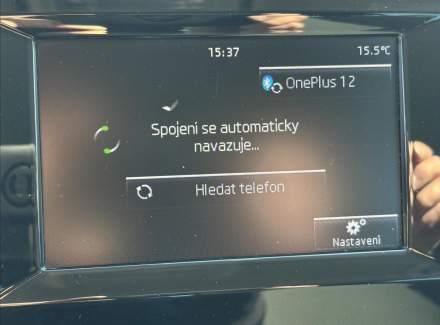 15:37
15.5°C
OnePlus 12
Spojení se automaticky
navazuje...
Hledat telefon
Nastavení